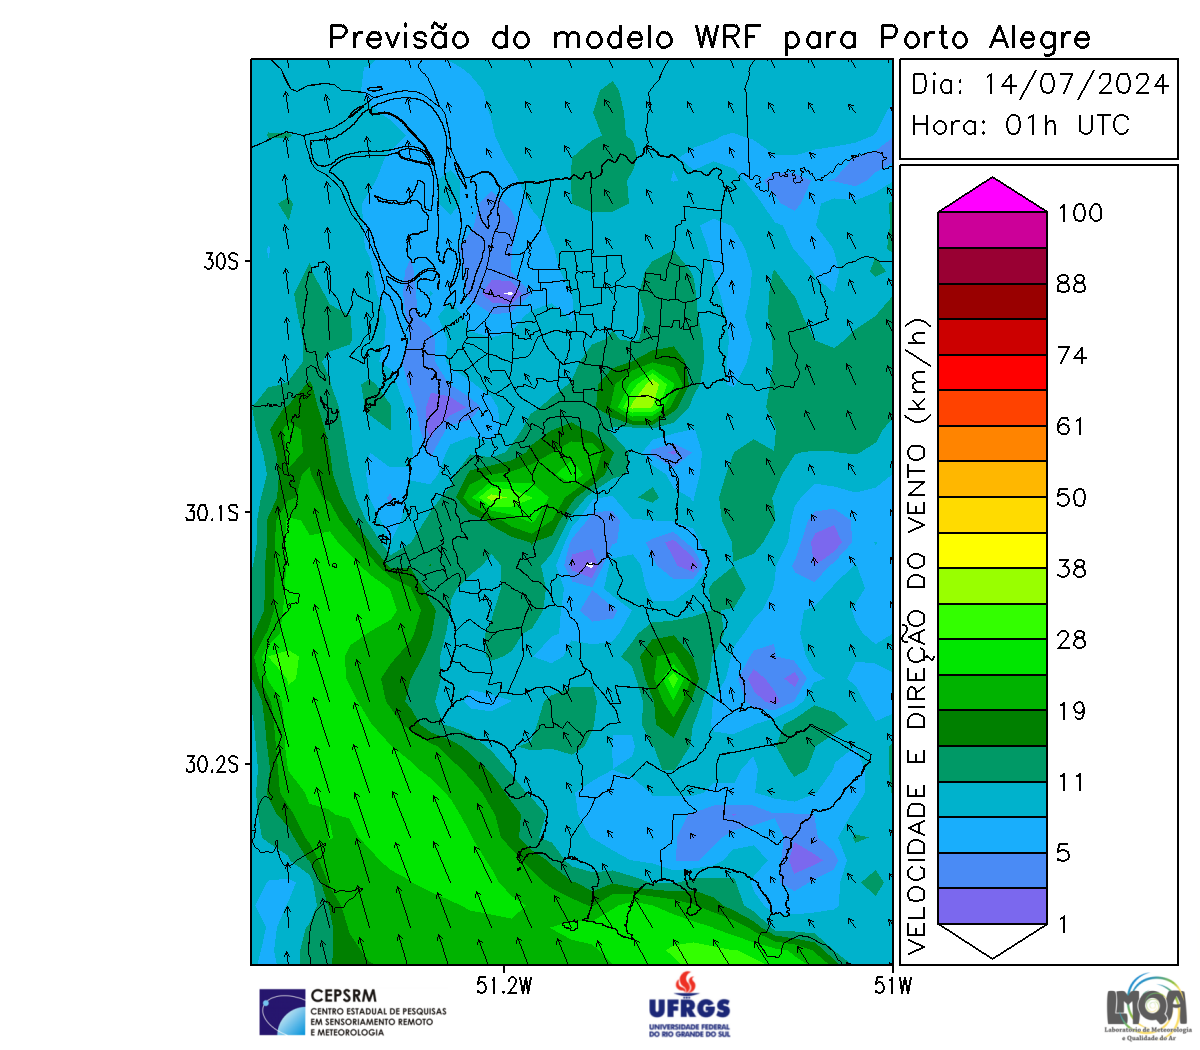 Previsão do modelo WRF para Porto Alegre
Dia: 14/07/2024
Hora: 01h UTC
30S
30.1S
30.2S
51.2W
51W
VELOCIDADE E DIREÇÃO DO VENTO (km/h)
100
88
74
61
50
38
28
19
11
5
1
CEPSRM
CENTRO ESTADUAL DE PESQUISAS
EM SENSORIAMENTO REMOTO
E METEOROLOGIA
UFRGS
UNIVERSIDADE FEDERAL
DO RIO GRANDE DO SUL
LMQA
Laboratório de Meteorologia
e Qualidade do Ar